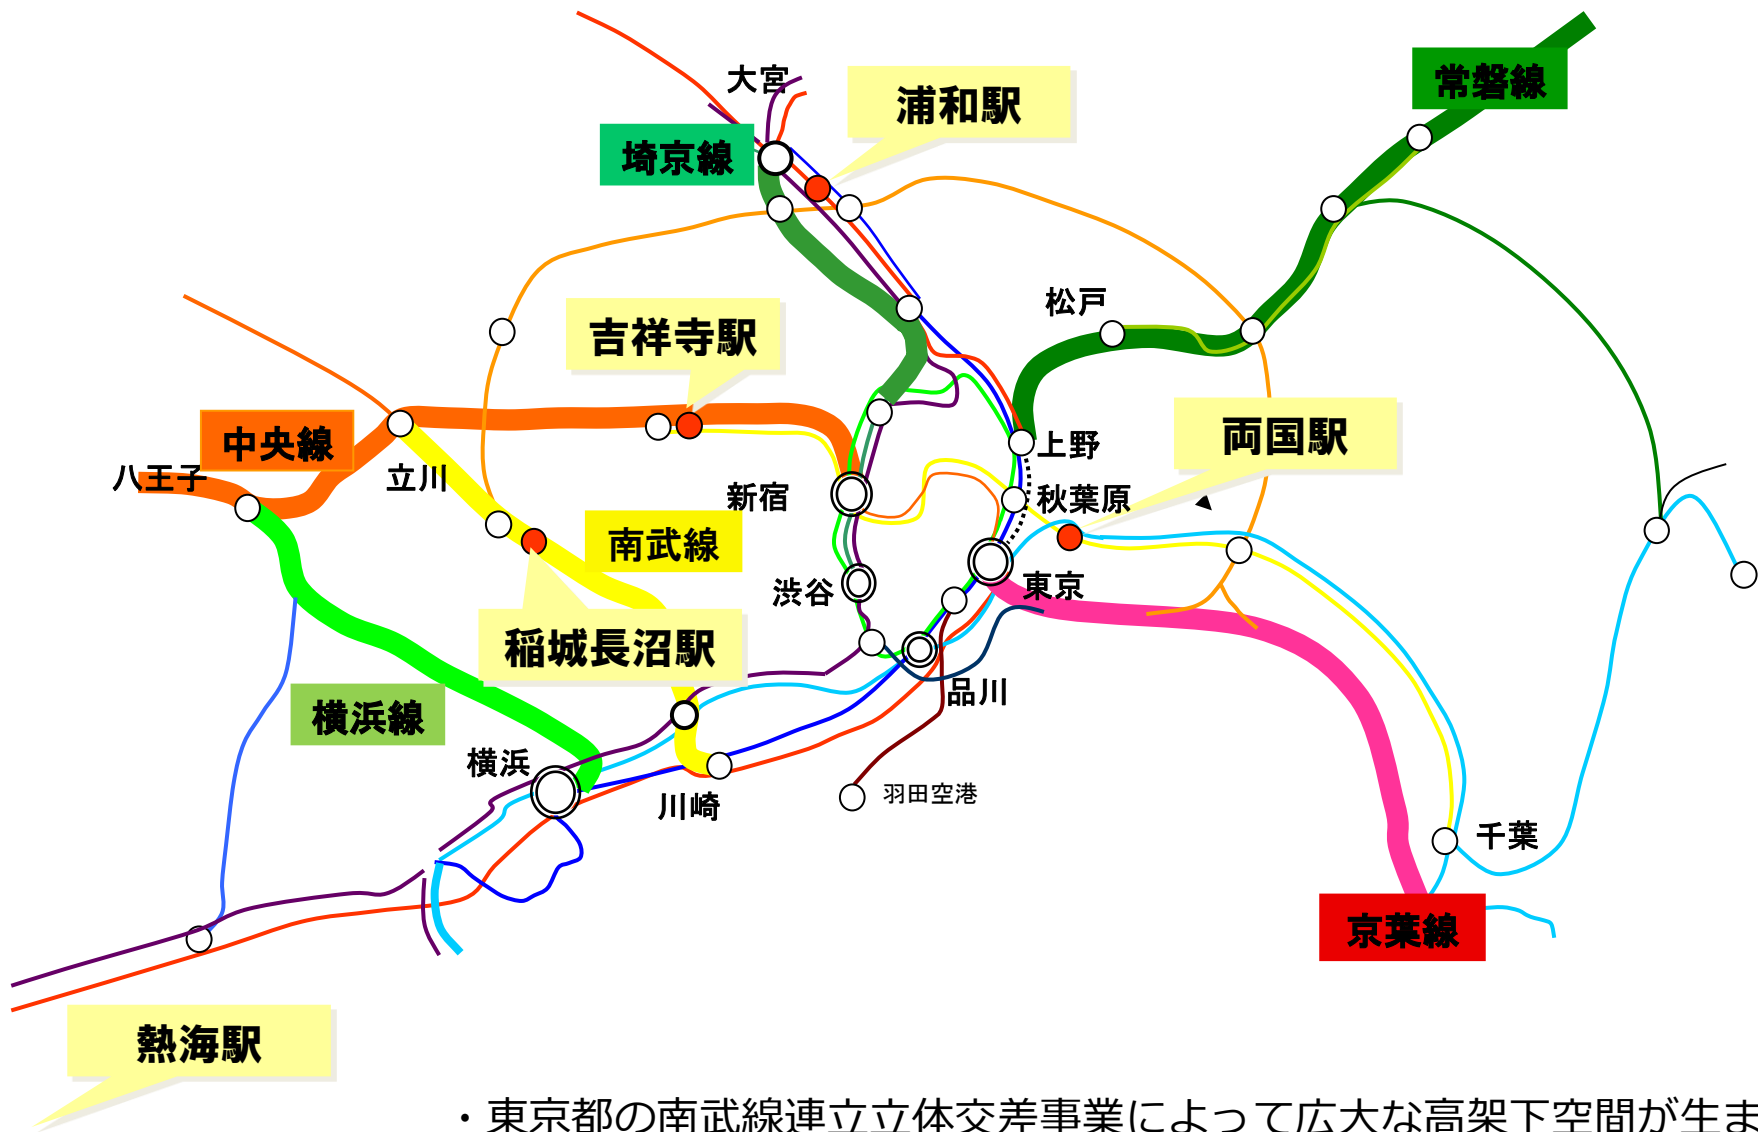 大宮
浦和駅
常磐線
埼京線
松戸
吉祥寺駅
中央線
上野
両国駅
八王子
立川
新宿
秋葉原
南武線
渋谷
東京
稲城長沼駅
品川
横浜線
横浜
川崎
羽田空港
千葉
京葉線
熱海駅
・東京都の南武線連立立体交差事業によって広大な高架下空間が生ま